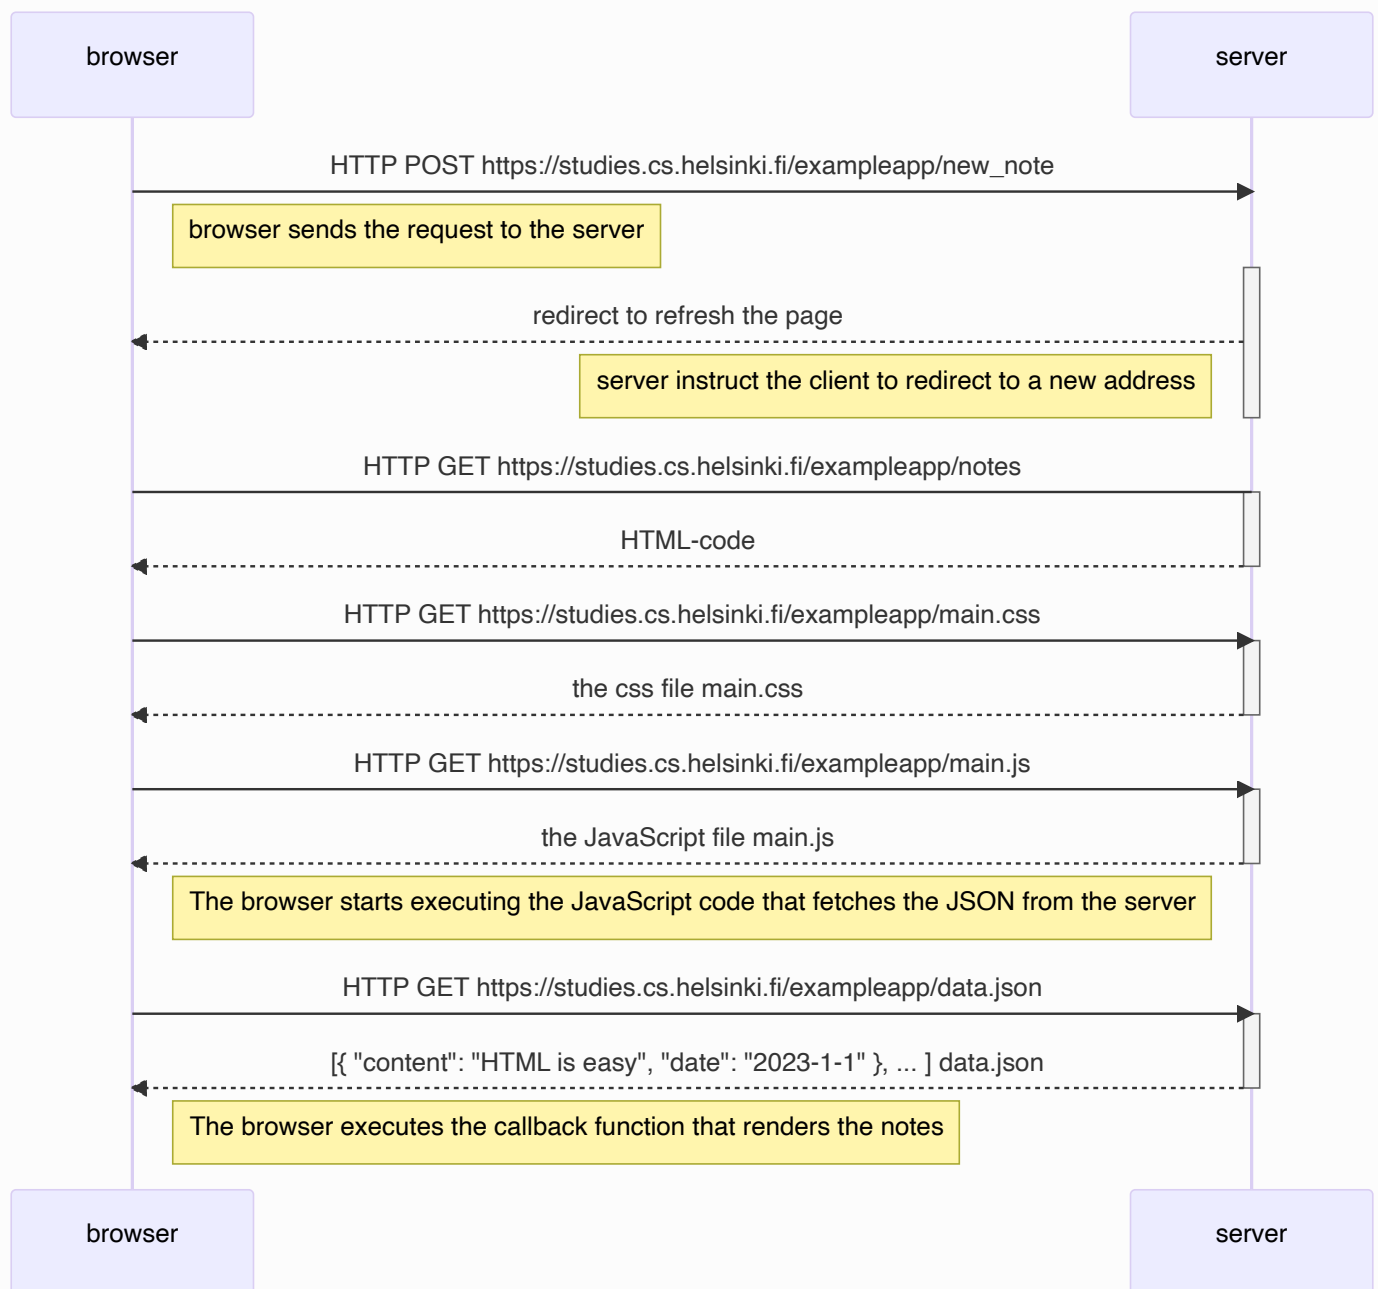 browser
server
HTTP POST https://studies.cs.helsinki.fi/exampleapp/new_note
browser sends the request to the server
redirect to refresh the page
server instruct the client to redirect to a new address
HTTP GET https://studies.cs.helsinki.fi/exampleapp/notes
HTML-code
HTTP GET https://studies.cs.helsinki.fi/exampleapp/main.css
the css file main.css
HTTP GET https://studies.cs.helsinki.fi/exampleapp/main.js
the JavaScript file main.js
The browser starts executing the JavaScript code that fetches the JSON from the server
HTTP GET https://studies.cs.helsinki.fi/exampleapp/data.json
[{ "content": "HTML is easy", "date": "2023-1-1" }, ... ] data.json
The browser executes the callback function that renders the notes
browser
server